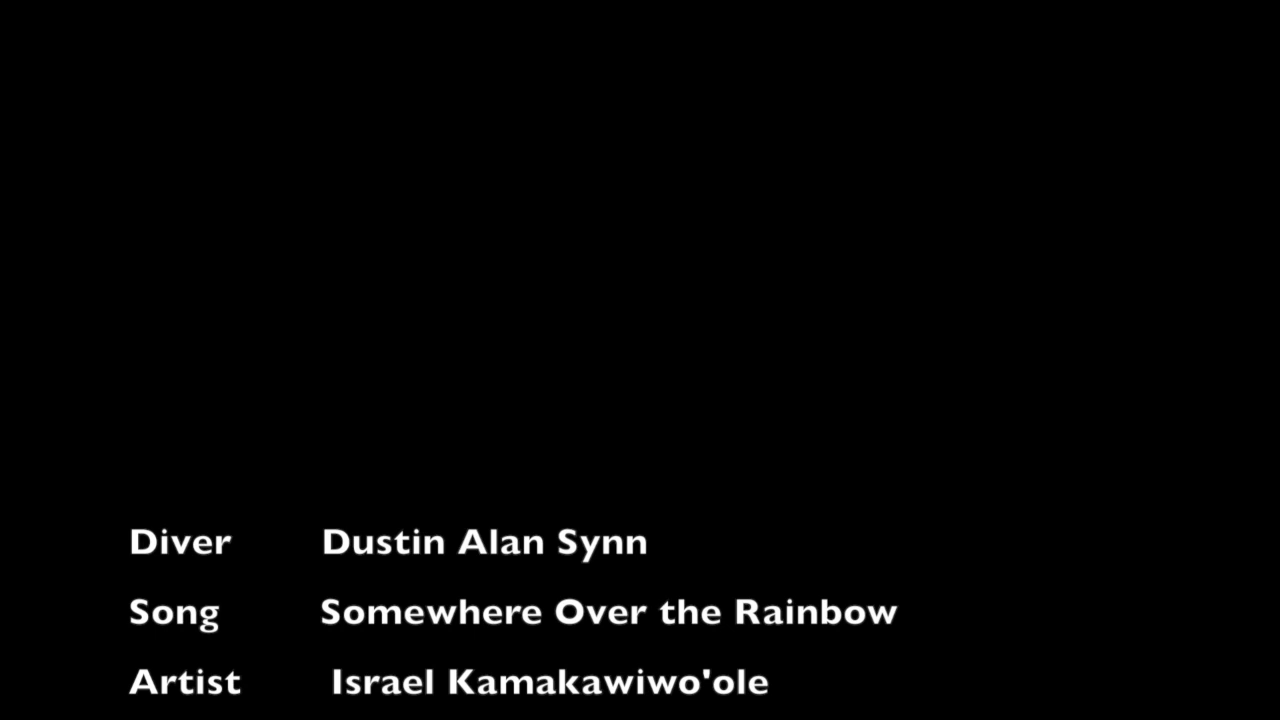 Diver Dustin Alan Synn
Song Somewhere Over the Rainbow
Artist Israel Kamakawiwo'ole